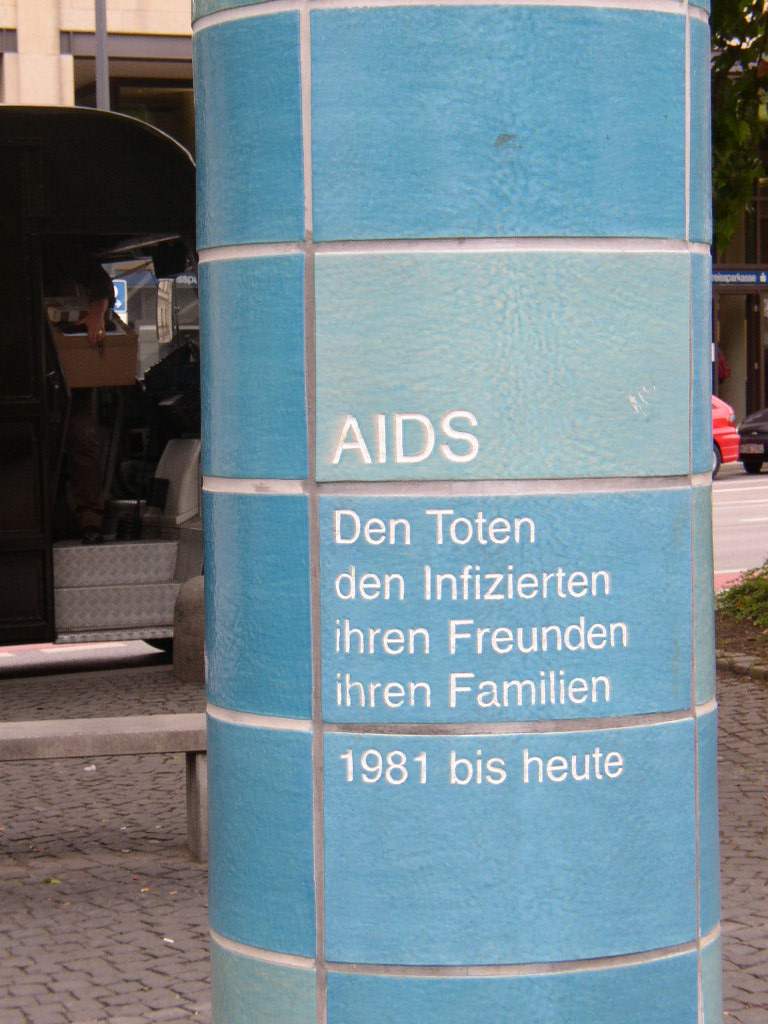 AIDS
Den Toten
den Infizierten
ihren Freunden
ihren Familien
1981 bis heute